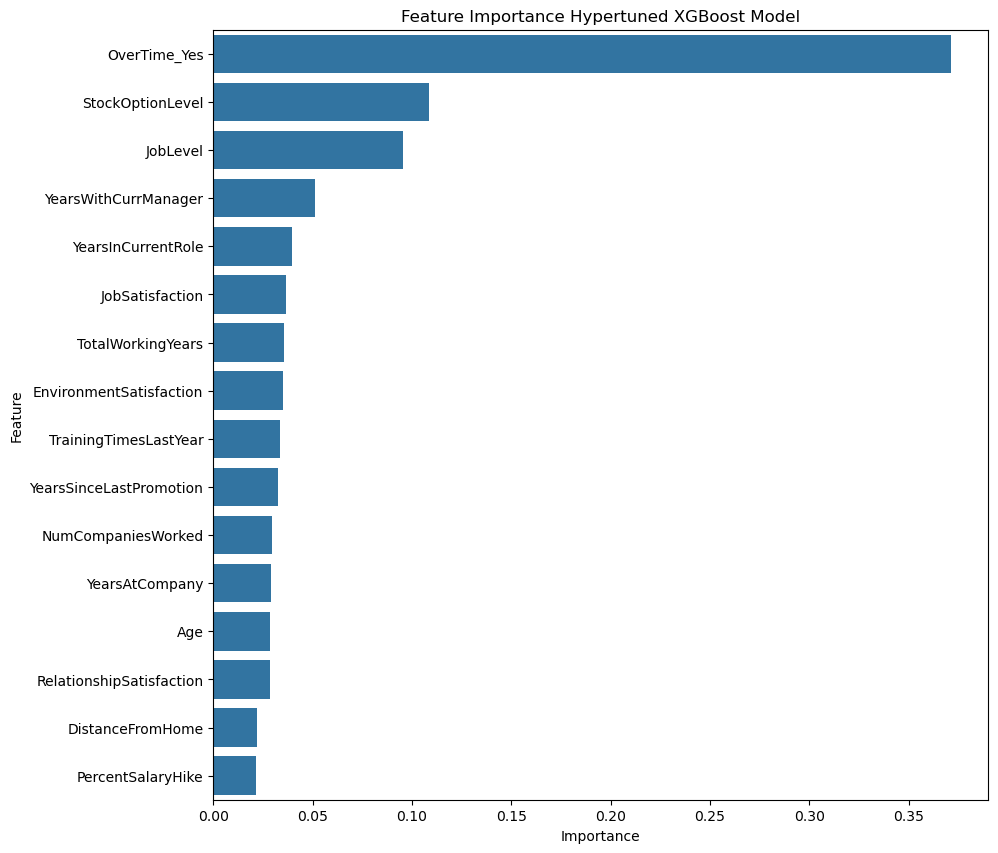 Feature Importance Hypertuned XGBoost Model
OverTime_Yes
StockOptionLevel
JobLevel
YearsWithCurrManager
YearsInCurrentRole
JobSatisfaction
TotalWorkingYears
EnvironmentSatisfaction
TrainingTimesLastYear
YearsSinceLastPromotion
NumCompaniesWorked
YearsAtCompany
Age
RelationshipSatisfaction
DistanceFromHome
PercentSalaryHike
Feature
0.00 0.05 0.10 0.15 0.20 0.25 0.30 0.35
Importance